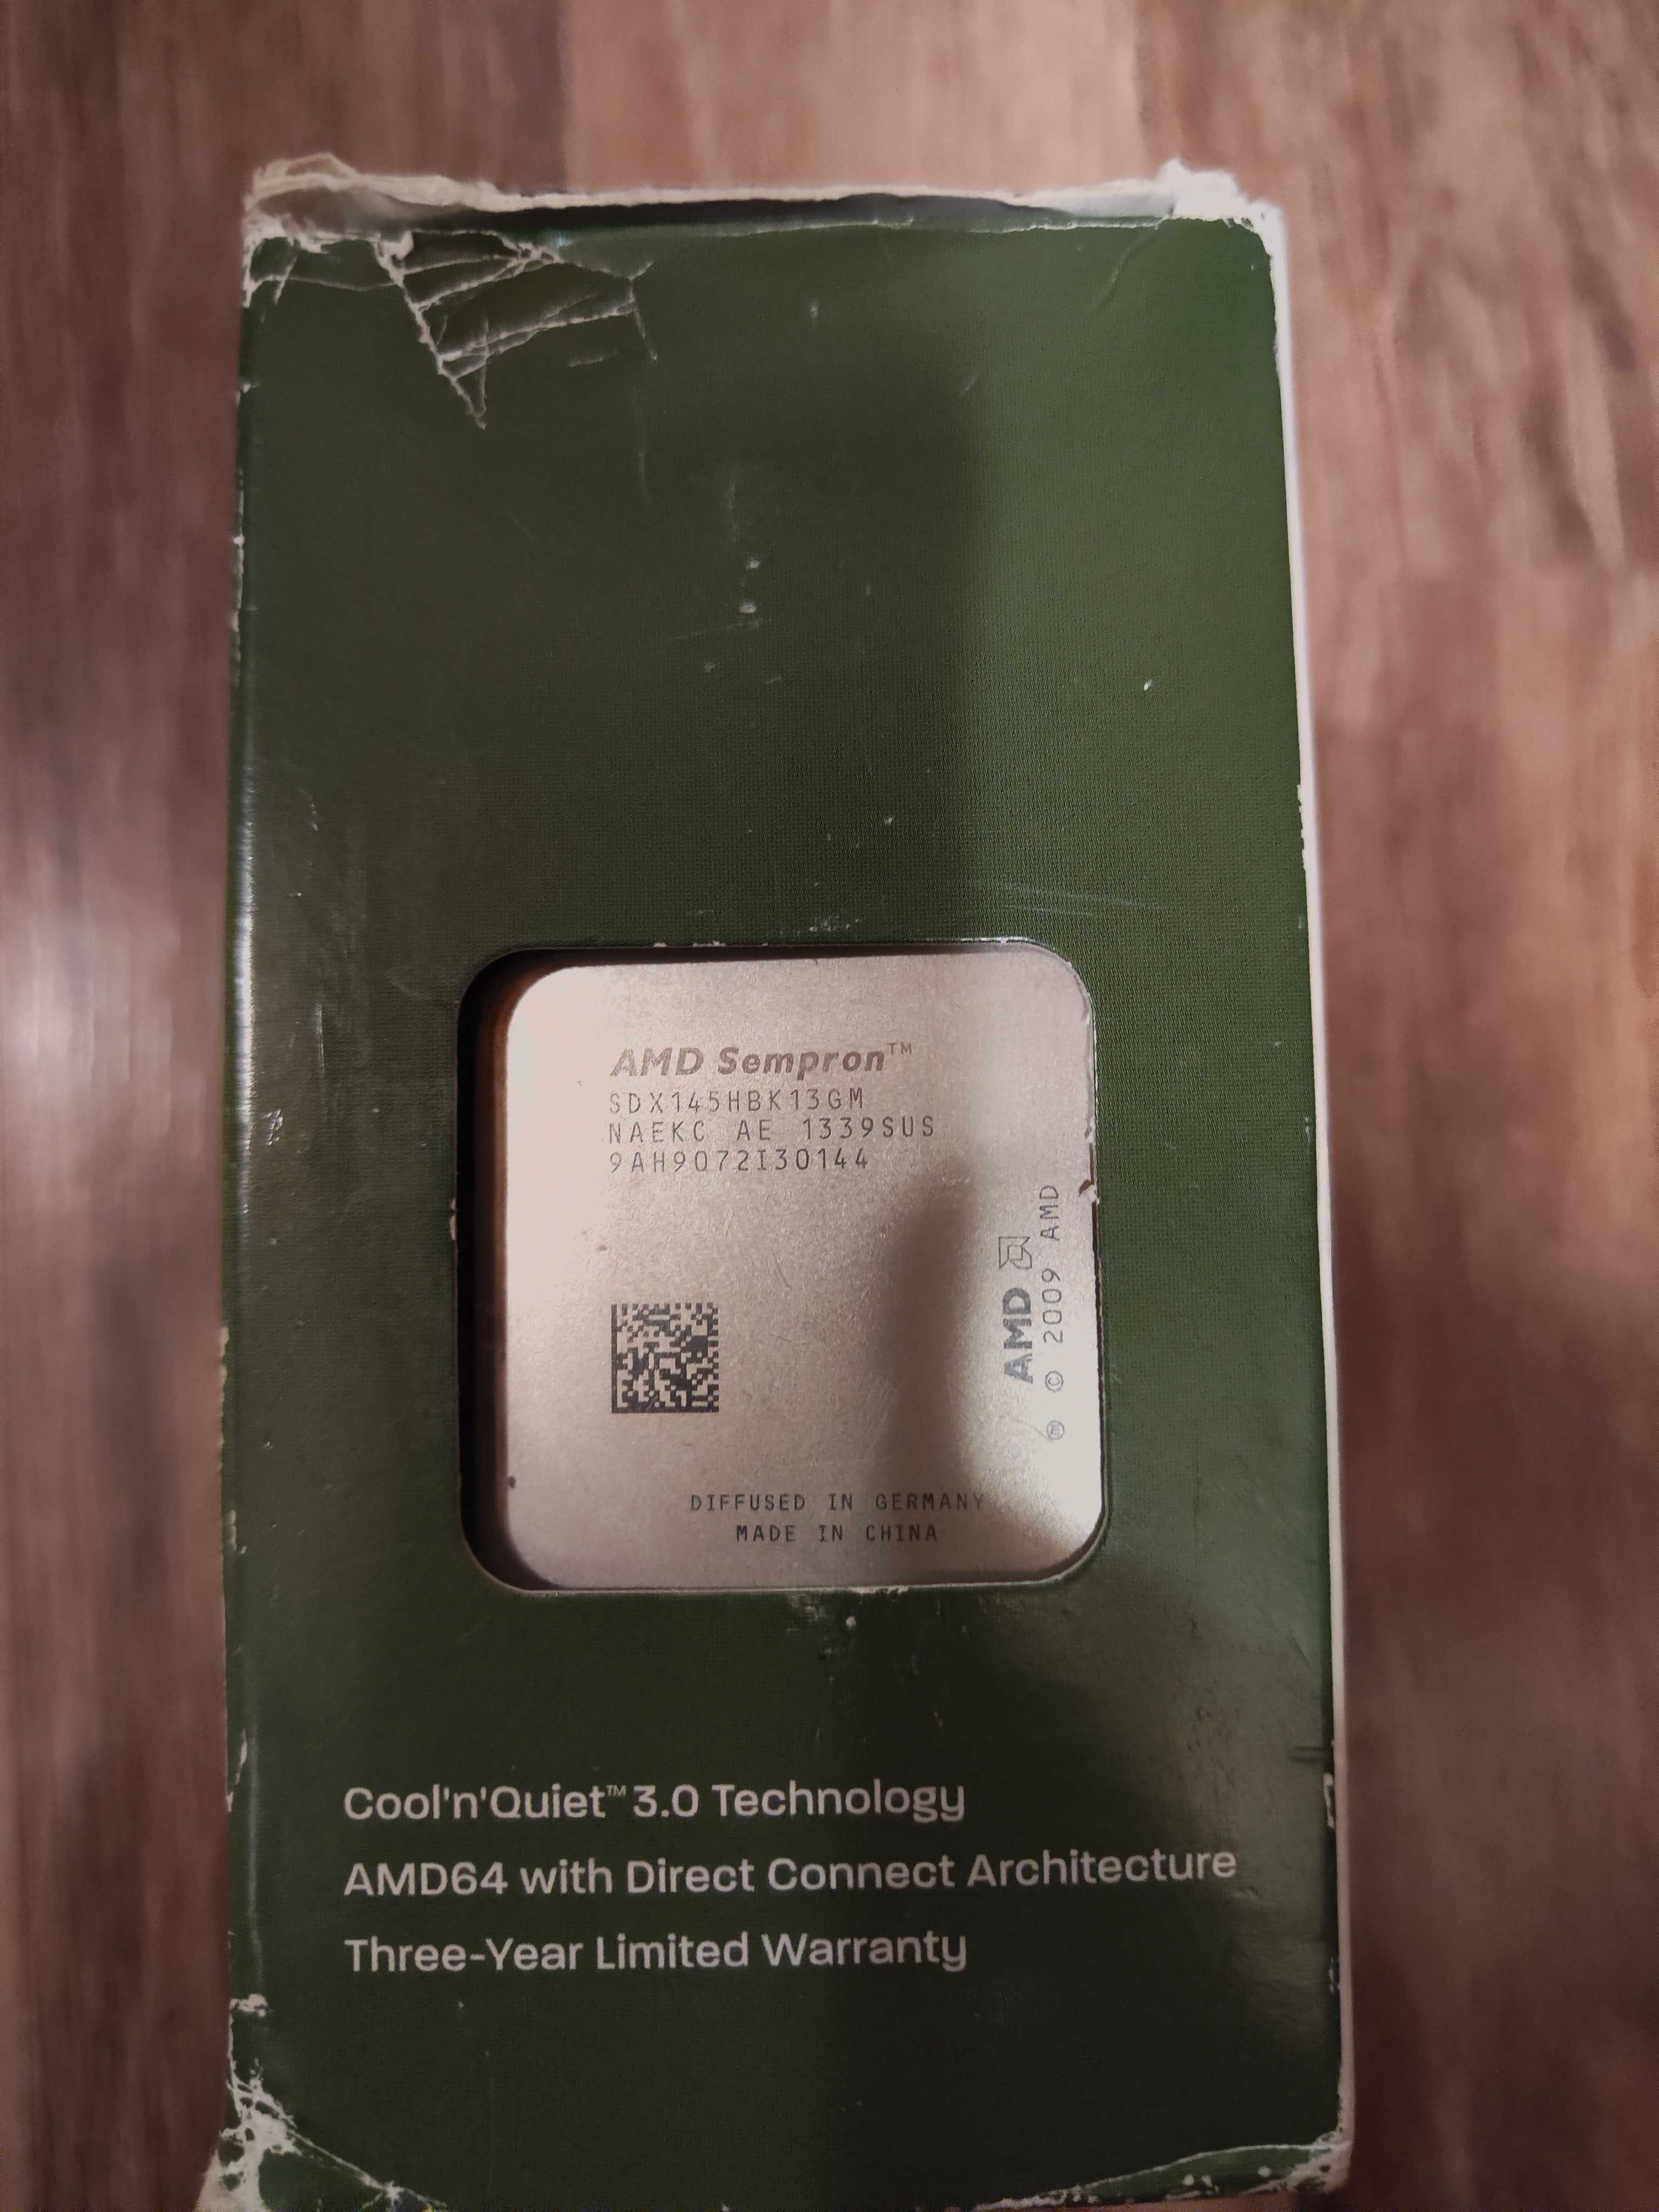 AMD Sempron™
SDX145HBK13GM
NAEKC AE 1339SUS
9AH9072I30144
AMD
ⓜ © 2009 AMD
DIFFUSED IN GERMANY
MADE IN CHINA
Cool'n'Quiet™ 3.0 Technology
AMD64 with Direct Connect Architecture
Three-Year Limited Warranty